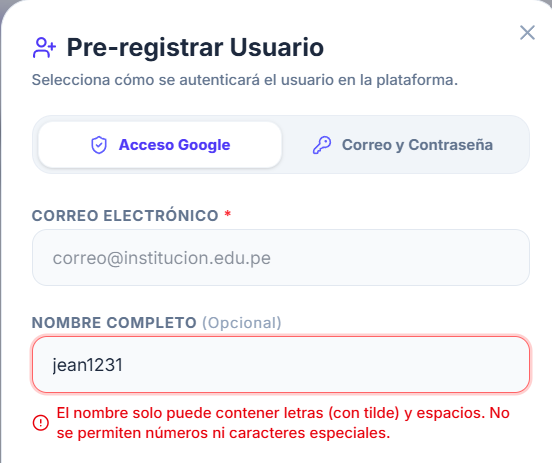 Pre-registrar Usuario
Selecciona cómo se autenticará el usuario en la plataforma.
Acceso Google
Correo y Contraseña
CORREO ELECTRÓNICO *
correo@institucion.edu.pe
NOMBRE COMPLETO (Opcional)
jean1231
El nombre solo puede contener letras (con tilde) y espacios. No
se permiten números ni caracteres especiales.